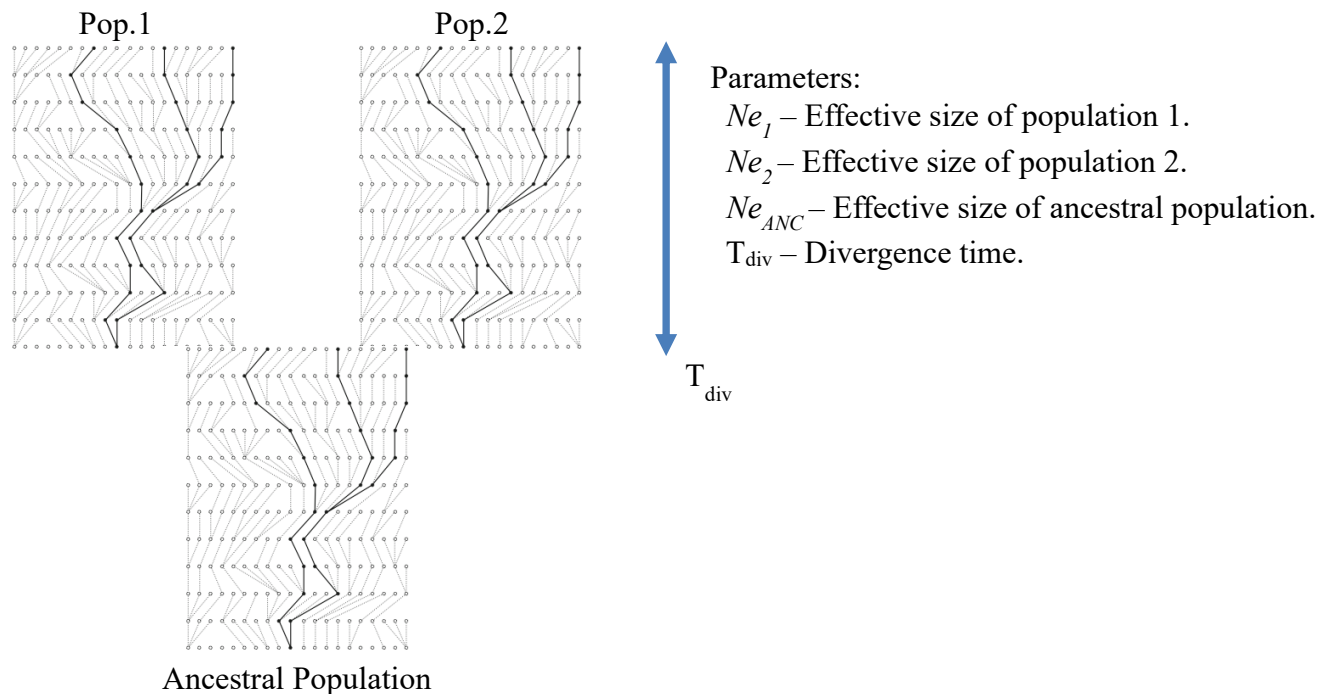 Pop.1
Pop.2
Parameters:
Ne1 – Effective size of population 1.
Ne2 – Effective size of population 2.
NeANC – Effective size of ancestral population.
Tdiv – Divergence time.
Tdiv
Ancestral Population